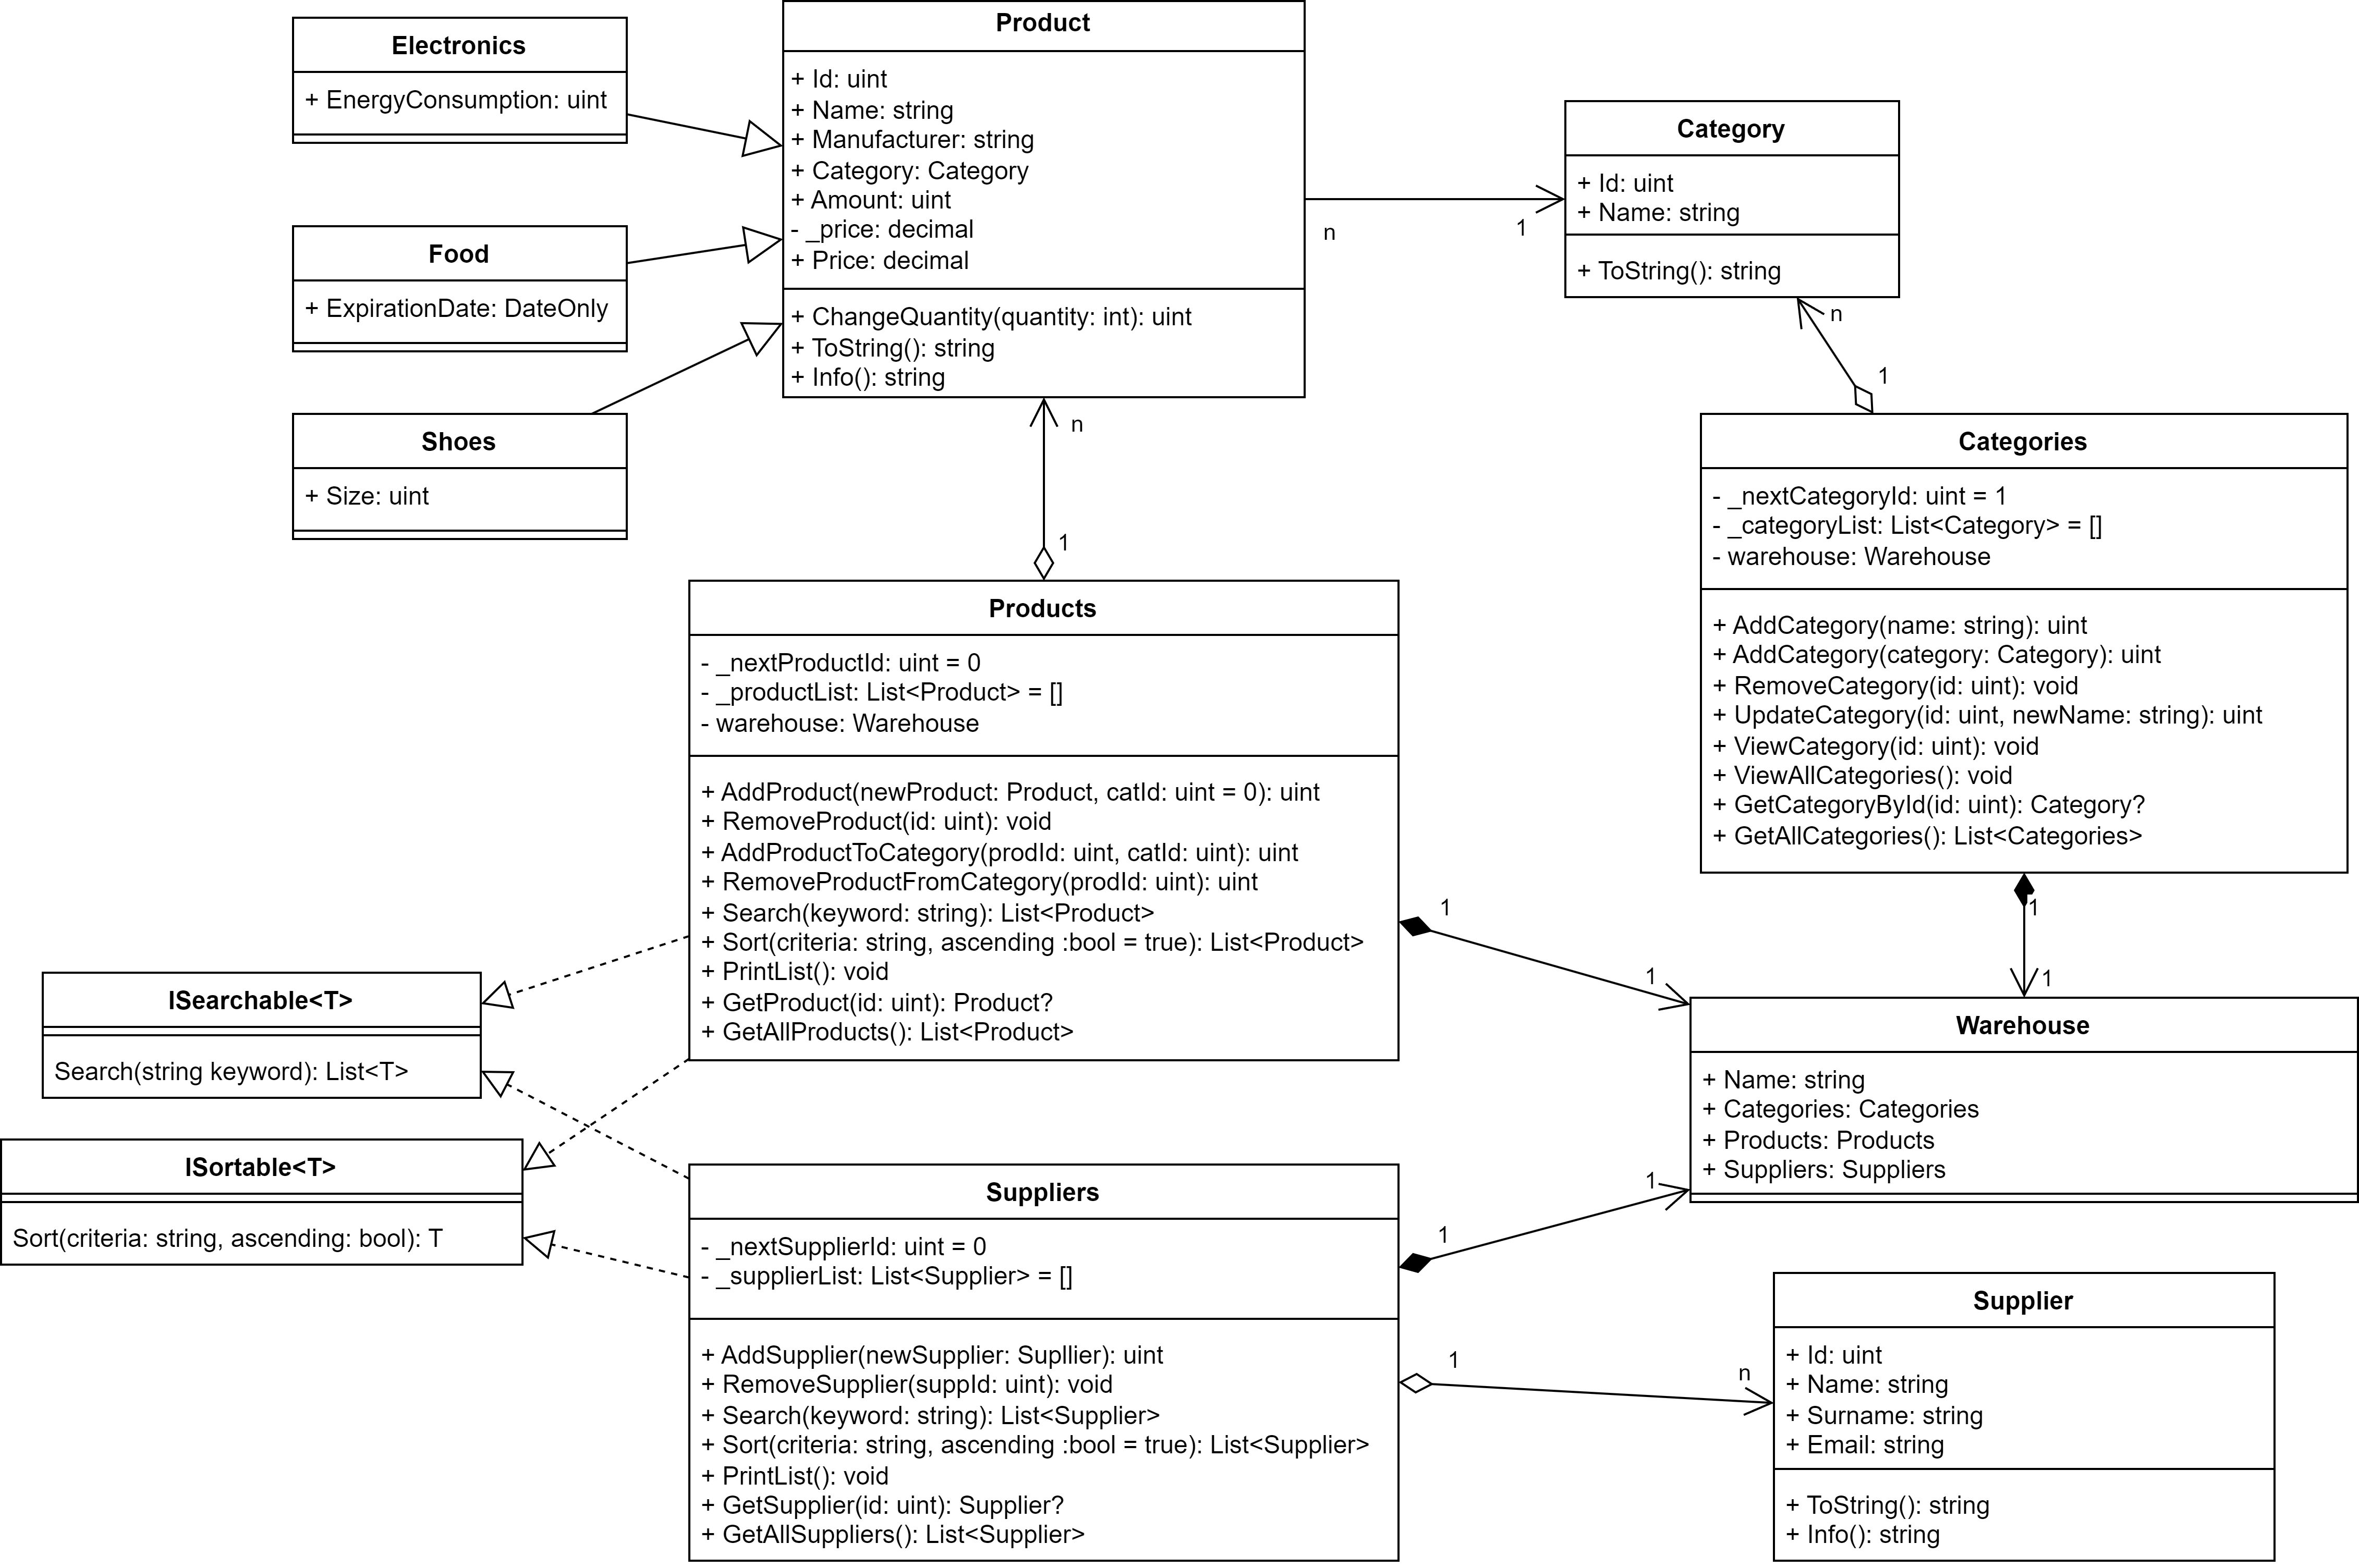 Electronics
+ EnergyConsumption: uint
Food
+ ExpirationDate: DateOnly
Shoes
+ Size: uint
Product
+ Id: uint
+ Name: string
+ Manufacturer: string
+ Category: Category
+ Amount: uint
- _price: decimal
+ Price: decimal
+ ChangeQuantity(quantity: int): uint
+ ToString(): string
+ Info(): string
n
1
Category
+ Id: uint
+ Name: string
+ ToString(): string
n
1
n
1
Categories
- _nextCategoryId: uint = 1
- _categoryList: List<Category> = []
- warehouse: Warehouse
+ AddCategory(name: string): uint
+ AddCategory(category: Category): uint
+ RemoveCategory(id: uint): void
+ UpdateCategory(id: uint, newName: string): uint
+ ViewCategory(id: uint): void
+ ViewAllCategories(): void
+ GetCategoryById(id: uint): Category?
+ GetAllCategories(): List<Categories>
Products
- _nextProductId: uint = 0
- _productList: List<Product> = []
- warehouse: Warehouse
+ AddProduct(newProduct: Product, catId: uint = 0): uint
+ RemoveProduct(id: uint): void
+ AddProductToCategory(prodId: uint, catId: uint): uint
+ RemoveProductFromCategory(prodId: uint): uint
+ Search(keyword: string): List<Product>
+ Sort(criteria: string, ascending :bool = true): List<Product>
+ PrintList(): void
+ GetProduct(id: uint): Product?
+ GetAllProducts(): List<Product>
1
1
1
1
ISearchable<T>
Search(string keyword): List<T>
ISortable<T>
Sort(criteria: string, ascending: bool): T
Warehouse
+ Name: string
+ Categories: Categories
+ Products: Products
+ Suppliers: Suppliers
Suppliers
- _nextSupplierId: uint = 0
- _supplierList: List<Supplier> = []
+ AddSupplier(newSupplier: Supllier): uint
+ RemoveSupplier(suppId: uint): void
+ Search(keyword: string): List<Supplier>
+ Sort(criteria: string, ascending :bool = true): List<Supplier>
+ PrintList(): void
+ GetSupplier(id: uint): Supplier?
+ GetAllSuppliers(): List<Supplier>
1
1
1
n
Supplier
+ Id: uint
+ Name: string
+ Surname: string
+ Email: string
+ ToString(): string
+ Info(): string